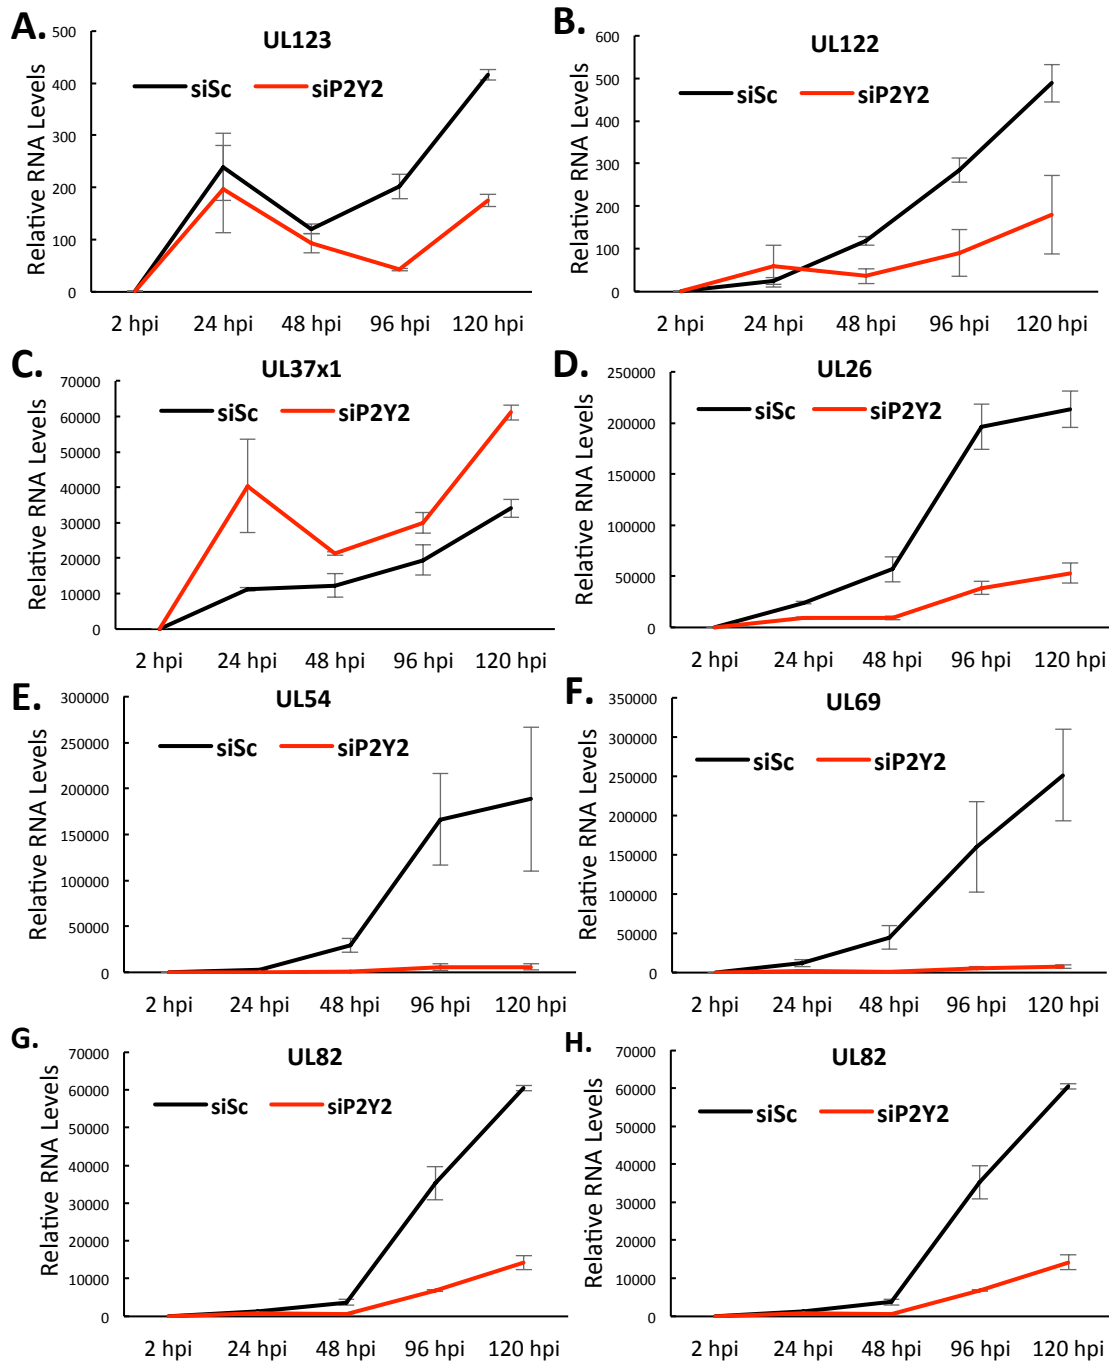 A.
UL123
siSc siP2Y2
Relative RNA Levels
500
400
300
200
100
0
2 hpi 24 hpi 48 hpi 96 hpi 120 hpi
B.
UL122
siSc siP2Y2
Relative RNA Levels
600
500
400
300
200
100
0
2 hpi 24 hpi 48 hpi 96 hpi 120 hpi
C.
UL37x1
siSc siP2Y2
Relative RNA Levels
70000
60000
50000
40000
30000
20000
10000
0
2 hpi 24 hpi 48 hpi 96 hpi 120 hpi
D.
UL26
siSc siP2Y2
Relative RNA Levels
250000
200000
150000
100000
50000
0
2 hpi 24 hpi 48 hpi 96 hpi 120 hpi
E.
UL54
siSc siP2Y2
Relative RNA Levels
300000
250000
200000
150000
100000
50000
0
2 hpi 24 hpi 48 hpi 96 hpi 120 hpi
F.
UL69
siSc siP2Y2
Relative RNA Levels
350000
300000
250000
200000
150000
100000
50000
0
2 hpi 24 hpi 48 hpi 96 hpi 120 hpi
G.
UL82
siSc siP2Y2
Relative RNA Levels
70000
60000
50000
40000
30000
20000
10000
0
2 hpi 24 hpi 48 hpi 96 hpi 120 hpi
H.
UL82
siSc siP2Y2
Relative RNA Levels
70000
60000
50000
40000
30000
20000
10000
0
2 hpi 24 hpi 48 hpi 96 hpi 120 hpi